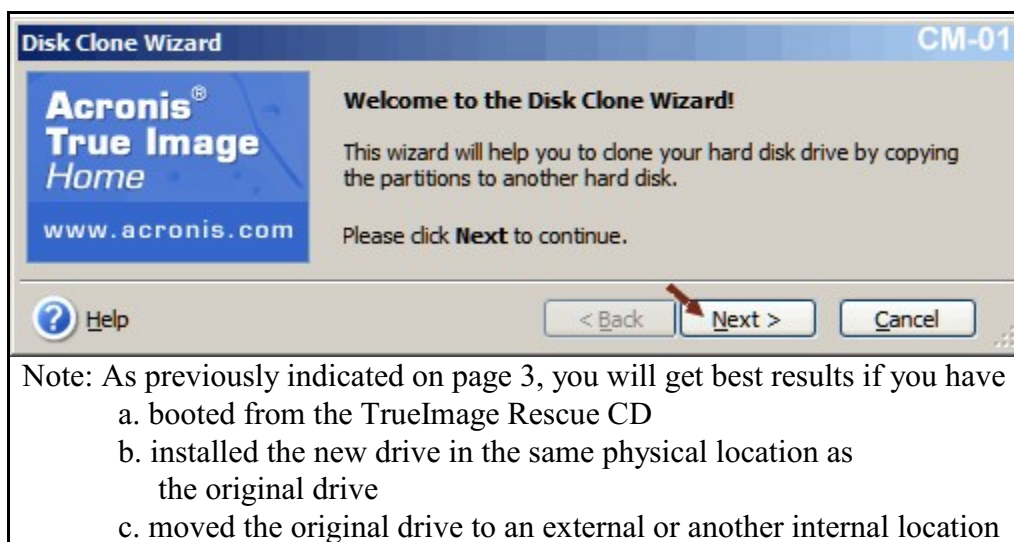 Disk Clone Wizard
CM-01
Acronis®
True Image
Home
www.acronis.com
Welcome to the Disk Clone Wizard!
This wizard will help you to clone your hard disk drive by copying
the partitions to another hard disk.
Please click Next to continue.
Help
< Back
Next >
Cancel
Note: As previously indicated on page 3, you will get best results if you have
a. booted from the TrueImage Rescue CD
b. installed the new drive in the same physical location as
the original drive
c. moved the original drive to an external or another internal location